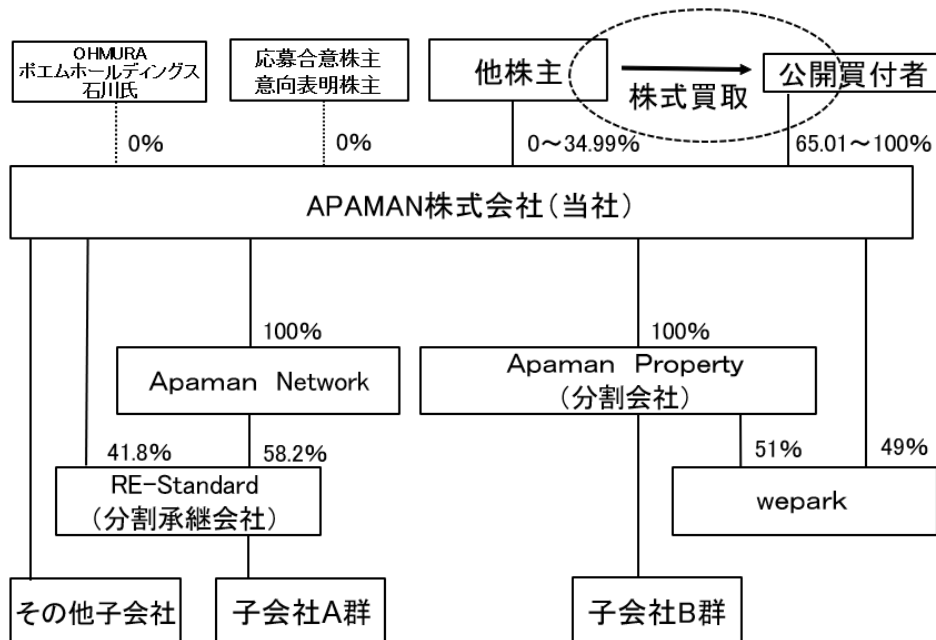 OHMURA
ポエムホールディングス
石川氏
応募合意株主
意向表明株主
他株主
株式買取
公開買付者
0%
0%
0～34.99%
65.01～100%
APAMAN株式会社（当社）
100%
100%
Apaman Network
Apaman Property
（分割会社）
41.8%
58.2%
51%
49%
RE-Standard
（分割承継会社）
wepark
その他子会社
子会社A群
子会社B群